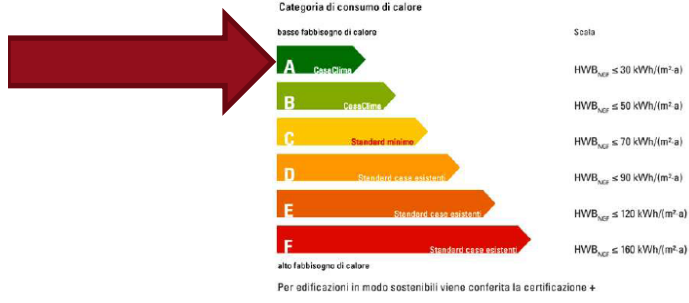 Categoria di consumo di calore
basso fabbisogno di calore Scala
A CasaClima HWBNGF ≤ 30 kWh/(m²·a)
B CasaClima HWBNGF ≤ 50 kWh/(m²·a)
C Standard minimo HWBNGF ≤ 70 kWh/(m²·a)
D Standard case esistenti HWBNGF ≤ 90 kWh/(m²·a)
E Standard case esistenti HWBNGF ≤ 120 kWh/(m²·a)
F Standard case esistenti HWBNGF ≤ 160 kWh/(m²·a)
alto fabbisogno di calore
Per edificazioni in modo sostenibili viene conferita la certificazione +